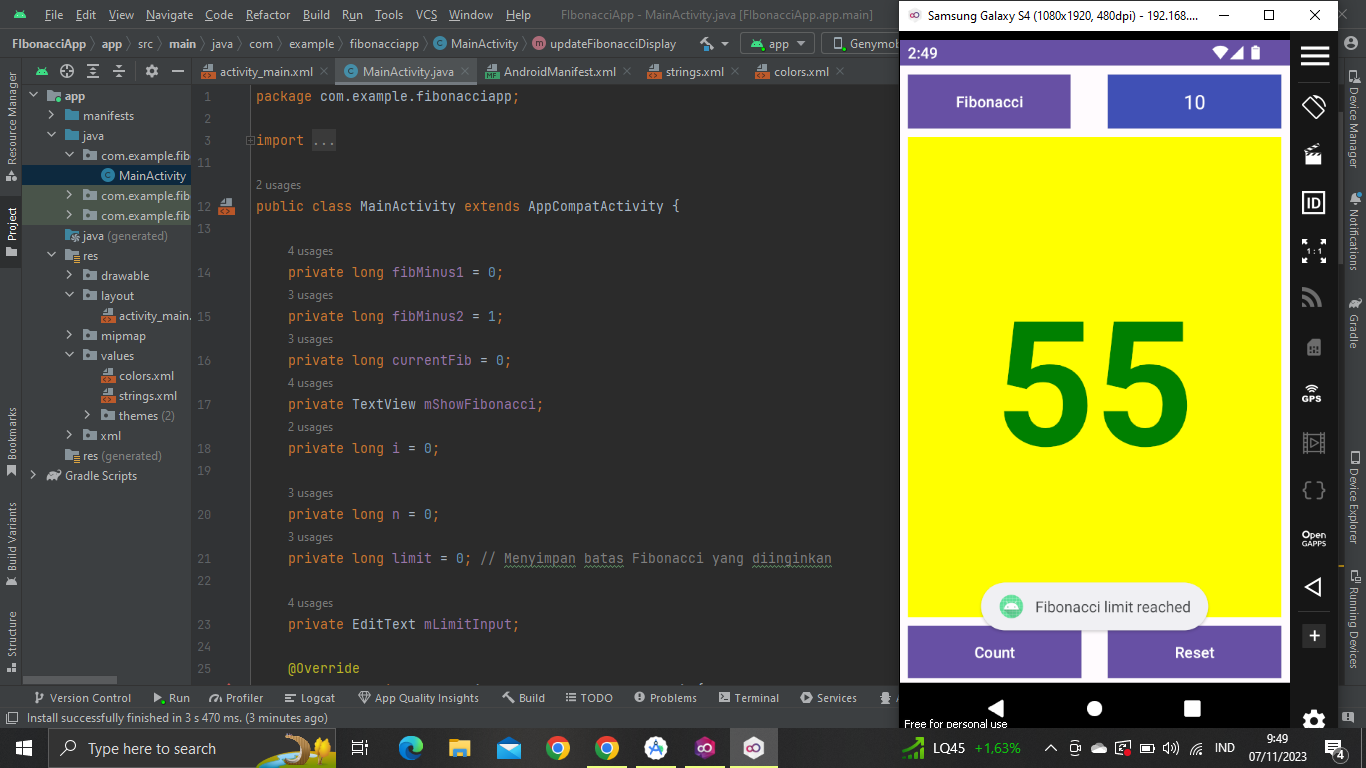 File Edit View Navigate Code Refactor Build Run Tools VCS Window Help FIbonacciApp - MainActivity.java [FIbonacciApp.app.main]
FIbonacciApp app src main java com example fibonacciapp MainActivity updateFibonacciDisplay app Genymob
activity_main.xml MainActivity.java AndroidManifest.xml strings.xml colors.xml
Resource Manager
Project
Bookmarks
Build Variants
Structure
app
manifests
java
com.example.fib
MainActivity
com.example.fib
com.example.fib
java (generated)
res
drawable
layout
activity_main.
mipmap
values
colors.xml
strings.xml
themes (2)
xml
res (generated)
Gradle Scripts
1 package com.example.fibonacciapp;
2
3 import ...
11
2 usages
12 public class MainActivity extends AppCompatActivity {
13
4 usages
14 private long fibMinus1 = 0;
3 usages
15 private long fibMinus2 = 1;
3 usages
16 private long currentFib = 0;
4 usages
17 private TextView mShowFibonacci;
2 usages
18 private long i = 0;
19
3 usages
20 private long n = 0;
3 usages
21 private long limit = 0; // Menyimpan batas Fibonacci yang diinginkan
22
4 usages
23 private EditText mLimitInput;
24
25 @Override
Samsung Galaxy S4 (1080x1920, 480dpi) - 192.168....
2:49
Fibonacci 10
55
Fibonacci limit reached
Count Reset
Free for personal use
ID
1:1
GPS
Open GAPPS
Device Manager
Notifications
Gradle
Device Explorer
Running Devices
Version Control Run Profiler Logcat App Quality Insights Build TODO Problems Terminal Services
Install successfully finished in 3 s 470 ms. (3 minutes ago)
Type here to search
LQ45 +1,63% IND 9:49
07/11/2023
4